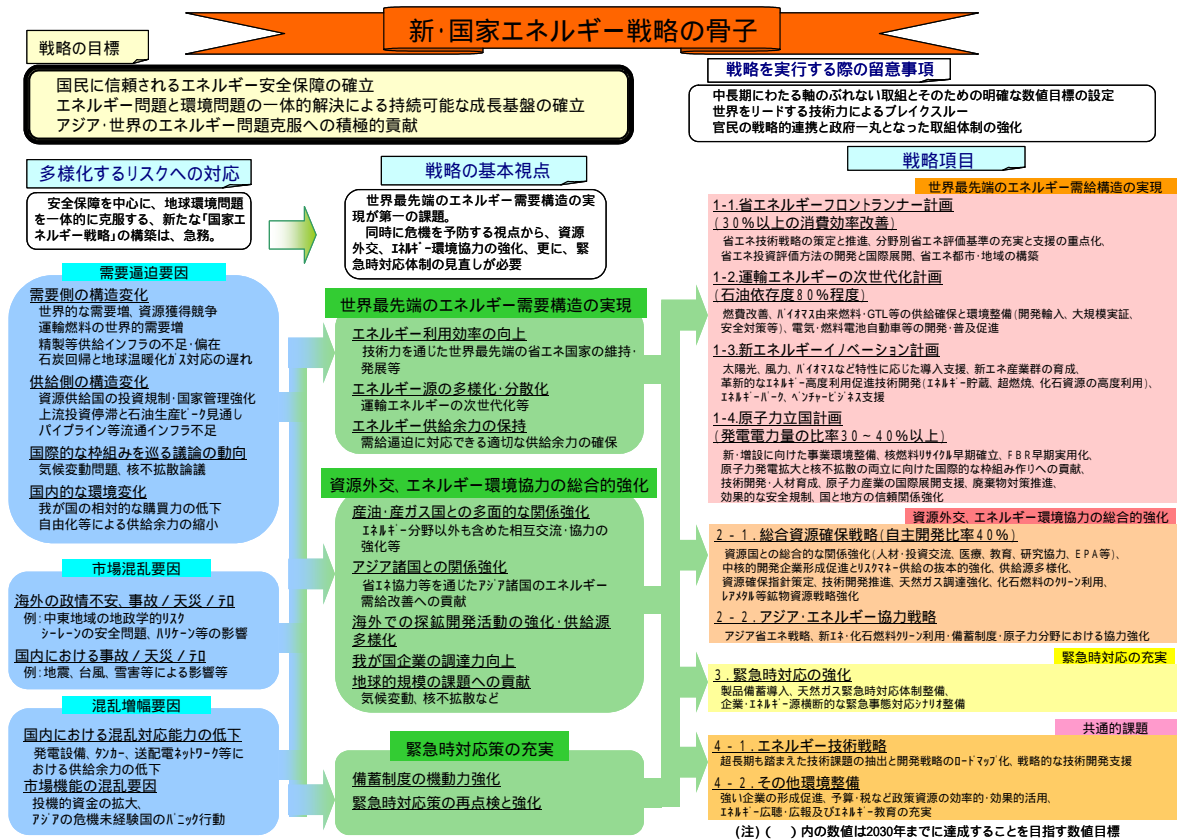 新・国家エネルギー戦略の骨子
戦略の目標
国民に信頼されるエネルギー安全保障の確立
エネルギー問題と環境問題の一体的解決による持続可能な成長基盤の確立
アジア・世界のエネルギー問題克服への積極的貢献
戦略を実行する際の留意事項
中長期にわたる軸のぶれない取組とそのための明確な数値目標の設定
世界をリードする技術力によるブレイクスルー
官民の戦略的連携と政府一丸となった取組体制の強化
多様化するリスクへの対応
安全保障を中心に、地球環境問題
を一体的に克服する、新たな「国家エ
ネルギー戦略」の構築は、急務。
需要逼迫要因
需要側の構造変化
世界的な需要増、資源獲得競争
運輸燃料の世界的需要増
精製等供給インフラの不足・偏在
石炭回帰と地球温暖化ガス対応の遅れ
供給側の構造変化
資源供給国の投資規制・国家管理強化
上流投資停滞と石油生産ピーク見通し
パイプライン等流通インフラ不足
国際的な枠組みを巡る議論の動向
気候変動問題、核不拡散論議
国内的な環境変化
我が国の相対的な購買力の低下
自由化等による供給余力の縮小
市場混乱要因
海外の政情不安、事故/天災/テロ
例:中東地域の地政学的リスク
シーレーンの安全問題、ハリケーン等の影響
国内における事故/天災/テロ
例:地震、台風、雪害等による影響等
混乱増幅要因
国内における混乱対応能力の低下
発電設備、タンカー、送配電ネットワーク等に
おける供給余力の低下
市場機能の混乱要因
投機的資金の拡大、
アジアの危機未経験国のパニック行動
戦略の基本視点
世界最先端のエネルギー需要構造の実
現が第一の課題。
同時に危機を予防する視点から、資源
外交、エネルギー環境協力の強化、更に、緊
急時対応体制の見直しが必要
世界最先端のエネルギー需要構造の実現
エネルギー利用効率の向上
技術力を通じた世界最先端の省エネ国家の維持・
発展等
エネルギー源の多様化・分散化
運輸エネルギーの次世代化等
エネルギー供給余力の保持
需給逼迫に対応できる適切な供給余力の確保
資源外交、エネルギー環境協力の総合的強化
産油・産ガス国との多面的な関係強化
エネルギー分野以外も含めた相互交流・協力の
強化等
アジア諸国との関係強化
省エネ協力等を通じたアジア諸国のエネルギー
需給改善への貢献
海外での探鉱開発活動の強化・供給源
多様化
我が国企業の調達力向上
地球的規模の課題への貢献
気候変動、核不拡散など
緊急時対応策の充実
備蓄制度の機動力強化
緊急時対応策の再点検と強化
戦略項目
世界最先端のエネルギー需給構造の実現
1-1.省エネルギーフロントランナー計画
(30%以上の消費効率改善)
省エネ技術戦略の策定と推進、分野別省エネ評価基準の充実と支援の重点化、
省エネ投資評価方法の開発と国際展開、省エネ都市・地域の構築
1-2.運輸エネルギーの次世代化計画
(石油依存度80%程度)
燃費改善、バイオマス由来燃料・GTL等の供給確保と環境整備(開発輸入、大規模実証、
安全対策等)、電気・燃料電池自動車等の開発・普及促進
1-3.新エネルギーイノベーション計画
太陽光、風力、バイオマスなど特性に応じた導入支援、新エネ産業群の育成、
革新的なエネルギー高度利用促進技術開発(エネルギー貯蔵、超燃焼、化石資源の高度利用)、
エネルギーパーク、ベンチャービジネス支援
1-4.原子力立国計画
(発電電力量の比率30~40%以上)
新・増設に向けた事業環境整備、核燃料リサイクル早期確立、FBR早期実用化、
原子力発電拡大と核不拡散の両立に向けた国際的な枠組み作りへの貢献、
技術開発・人材育成、原子力産業の国際展開支援、廃棄物対策推進、
効果的な安全規制、国と地方の信頼関係強化
資源外交、エネルギー環境協力の総合的強化
2-1.総合資源確保戦略(自主開発比率40%)
資源国との総合的な関係強化(人材・投資交流、医療、教育、研究協力、EPA等)、
中核的開発企業形成促進とリスクマネー供給の抜本的強化、供給源多様化、
資源確保指針策定、技術開発推進、天然ガス調達強化、化石燃料のクリーン利用、
レアメタル等鉱物資源戦略強化
2-2.アジア・エネルギー協力戦略
アジア省エネ戦略、新エネ・化石燃料クリーン利用・備蓄制度・原子力分野における協力強化
緊急時対応の充実
3.緊急時対応の強化
製品備蓄導入、天然ガス緊急時対応体制整備、
企業・エネルギー源横断的な緊急事態対応シナリオ整備
共通的課題
4-1.エネルギー技術戦略
超長期も踏まえた技術課題の抽出と開発戦略のロードマップ化、戦略的な技術開発支援
4-2.その他環境整備
強い企業の形成促進、予算・税など政策資源の効率的・効果的活用、
エネルギー広聴・広報及びエネルギー教育の充実
(注)( )内の数値は2030年までに達成することを目指す数値目標